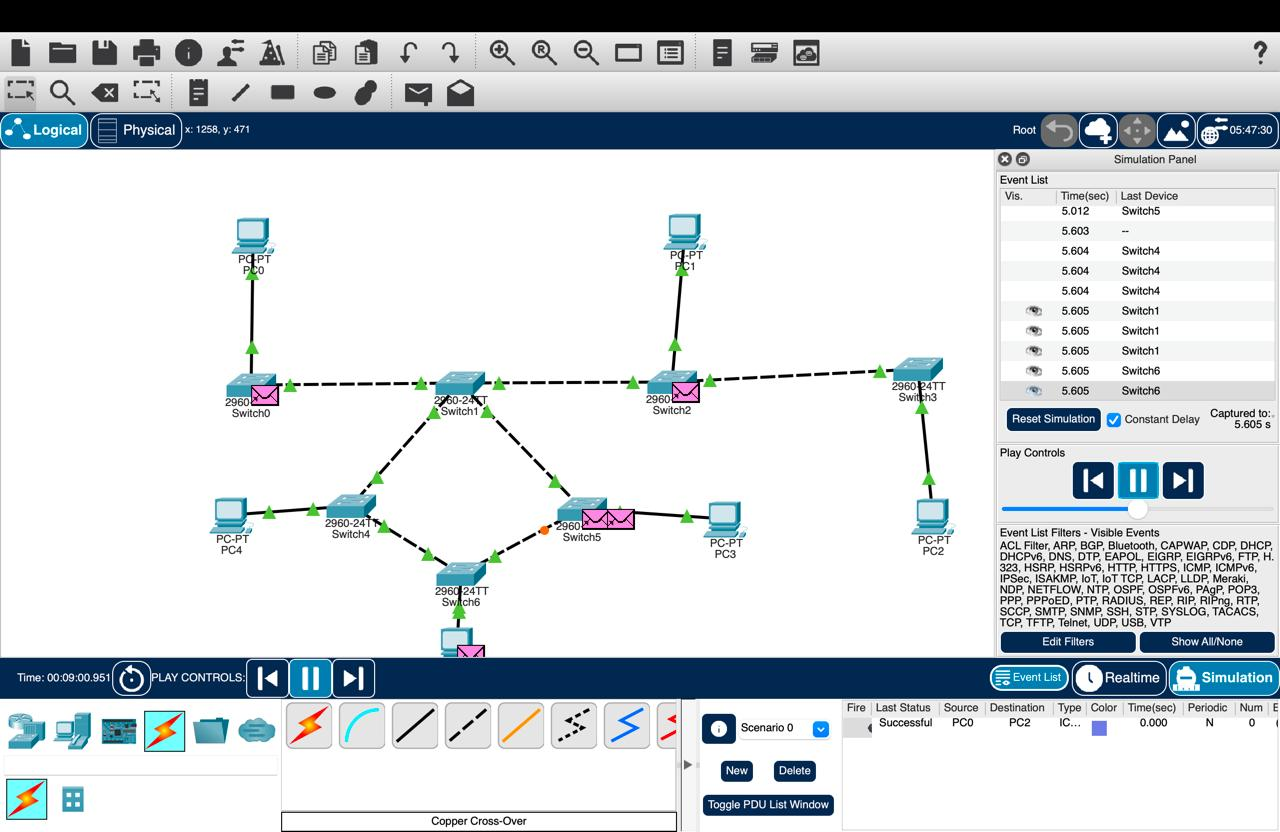 Logical
Physical
x: 1258, y: 471
Root
05:47:30
PC-PT
PC0
PC-PT
PC1
2960-
Switch0
2960-24TT
Switch1
2960-
Switch2
2960-24TT
Switch3
PC-PT
PC4
2960-24TT
Switch4
2960-
Switch5
PC-PT
PC3
PC-PT
PC2
2960-24TT
Switch6
Simulation Panel
Event List
Vis. Time(sec) Last Device
5.012 Switch5
5.603 --
5.604 Switch4
5.604 Switch4
5.604 Switch4
5.605 Switch1
5.605 Switch1
5.605 Switch1
5.605 Switch6
5.605 Switch6
Reset Simulation
Constant Delay
Captured to:
5.605 s
Play Controls
Event List Filters - Visible Events
ACL Filter, ARP, BGP, Bluetooth, CAPWAP, CDP, DHCP,
DHCPv6, DNS, DTP, EAPOL, EIGRP, EIGRPv6, FTP, H.
323, HSRP, HSRPv6, HTTP, HTTPS, ICMP, ICMPv6,
IPSec, ISAKMP, IoT, IoT TCP, LACP, LLDP, Meraki,
NDP, NETFLOW, NTP, OSPF, OSPFv6, PAgP, POP3,
PPP, PPPoED, PTP, RADIUS, REP, RIP, RIPng, RTP,
SCCP, SMTP, SNMP, SSH, STP, SYSLOG, TACACS,
TCP, TFTP, Telnet, UDP, USB, VTP
Edit Filters
Show All/None
Time: 00:09:00.951
PLAY CONTROLS:
Event List
Realtime
Simulation
Scenario 0
New
Delete
Toggle PDU List Window
Fire Last Status Source Destination Type Color Time(sec) Periodic Num E
Successful PC0 PC2 IC... 0.000 N 0 (
Copper Cross-Over